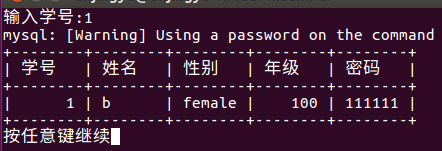 输入学号:1
mysql: [Warning] Using a password on the command
+--------+--------+--------+--------+--------+
| 学号 | 姓名 | 性别 | 年级 | 密码 |
+--------+--------+--------+--------+--------+
| 1 | b | female | 100 | 111111 |
+--------+--------+--------+--------+--------+
按任意键继续